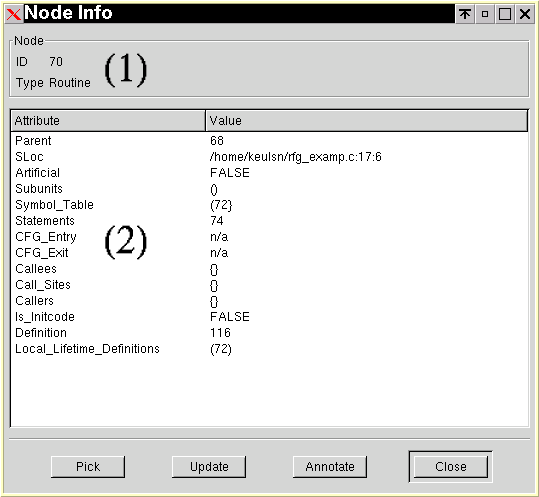 Node Info
Node
ID 70
(1)
Type Routine
Attribute Value
Parent 68
SLoc /home/keulsn/rfg_examp.c:17:6
Artificial FALSE
Subunits ()
Symbol_Table (72}
Statements 74
CFG_Entry n/a
(2)
CFG_Exit n/a
Callees {}
Call_Sites {}
Callers {}
Is_Initcode FALSE
Definition 116
Local_Lifetime_Definitions (72)
Pick Update Annotate Close